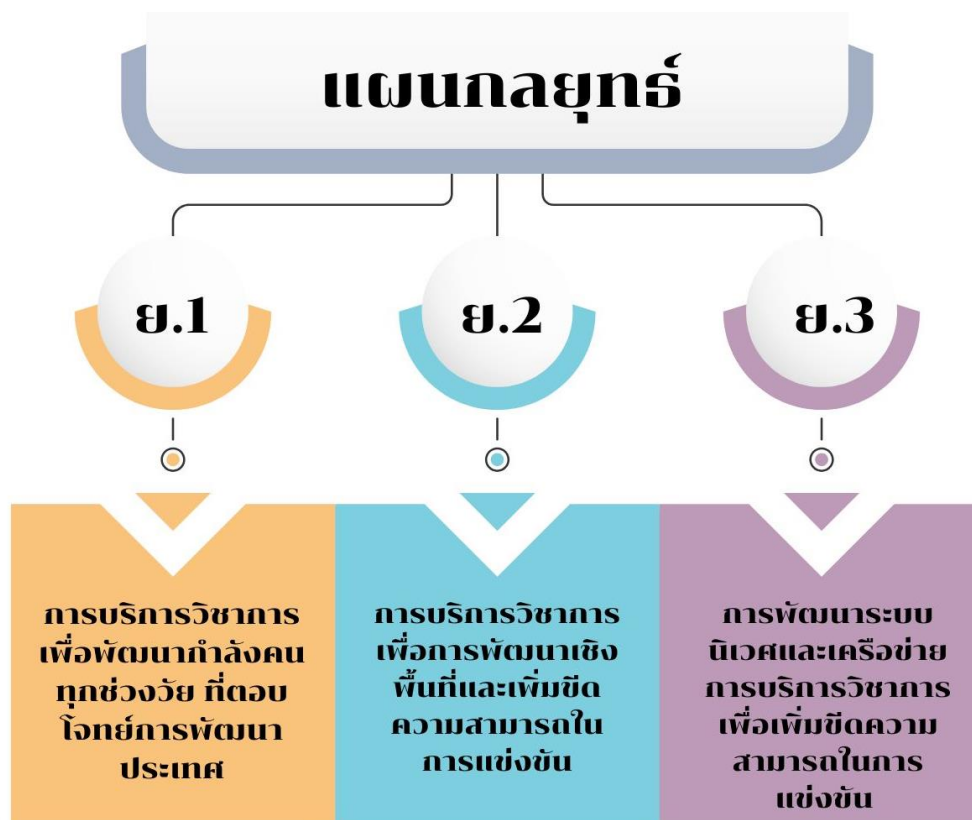 แผนกลยุทธ์
ย.1
ย.2
ย.3
การบริการวิชาการ
เพื่อพัฒนากำลังคน
ทุกช่วงวัย ที่ตอบ
โจทย์การพัฒนา
ประเทศ
การบริการวิชาการ
เพื่อการพัฒนาเชิง
พื้นที่และเพิ่มขีด
ความสามารถใน
การแข่งขัน
การพัฒนาระบบ
นิเวศและเครือข่าย
การบริการวิชาการ
เพื่อเพิ่มขีดความ
สามารถในการ
แข่งขัน